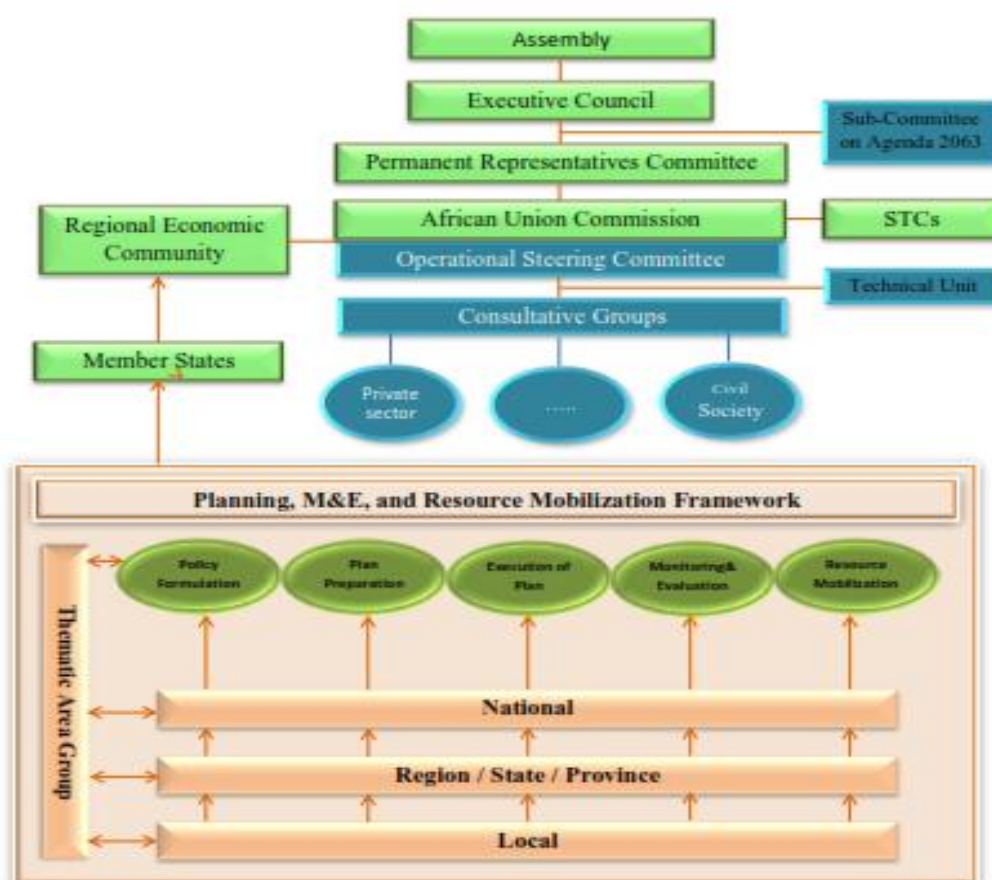 Assembly
Executive Council
Sub-Committee
on Agenda 2063
Permanent Representatives Committee
Regional Economic
Community
African Union Commission
STCs
Operational Steering Committee
Technical Unit
Consultative Groups
Member States
Private
sector
.....
Civil
Society
Planning, M&E, and Resource Mobilization Framework
Thematic Area Group
Policy
Formulation
Plan
Preparation
Execution of
Plan
Monitoring&
Evaluation
Resource
Mobilization
National
Region / State / Province
Local